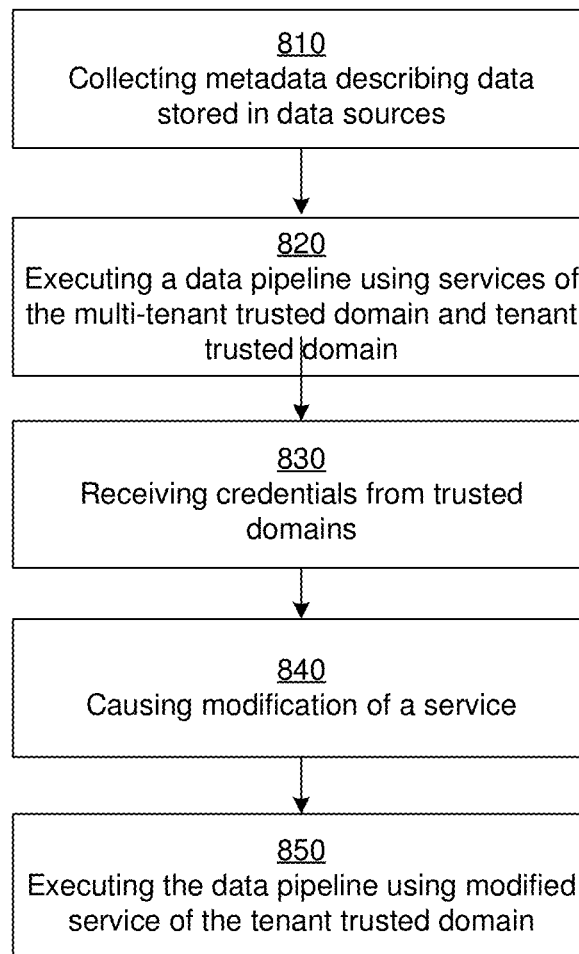 810
Collecting metadata describing data
stored in data sources
820
Executing a data pipeline using services of
the multi-tenant trusted domain and tenant
trusted domain
830
Receiving credentials from trusted
domains
840
Causing modification of a service
850
Executing the data pipeline using modified
service of the tenant trusted domain